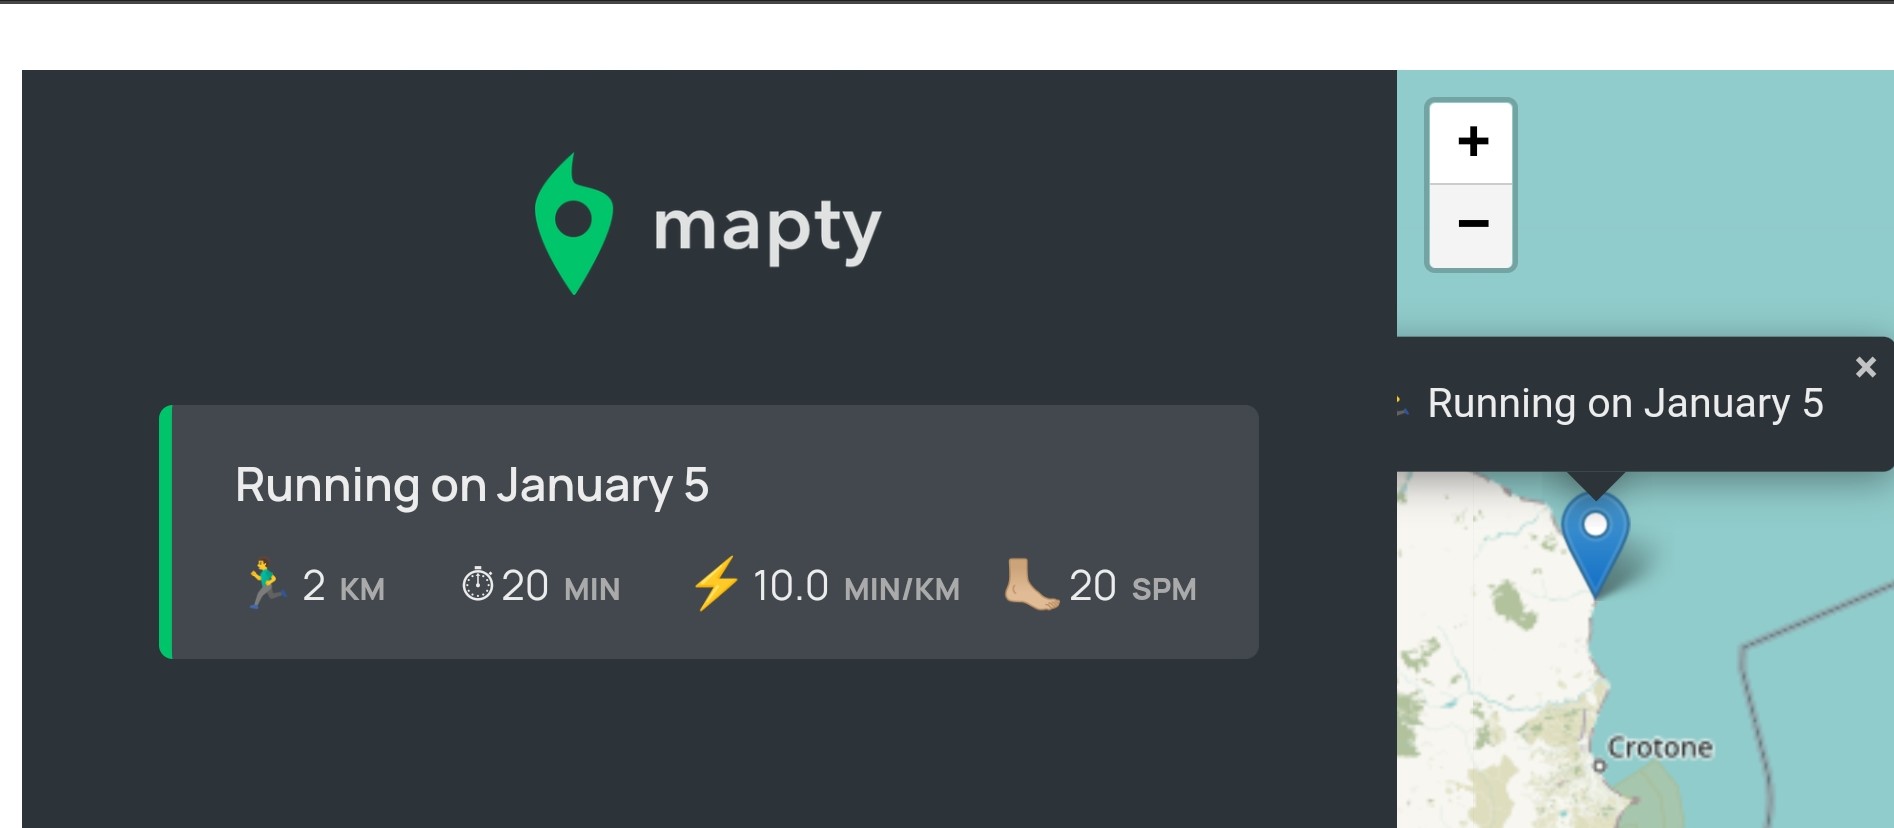 mapty
Running on January 5
2 KM 20 MIN 10.0 MIN/KM 20 SPM
+
−
×
Running on January 5
Crotone